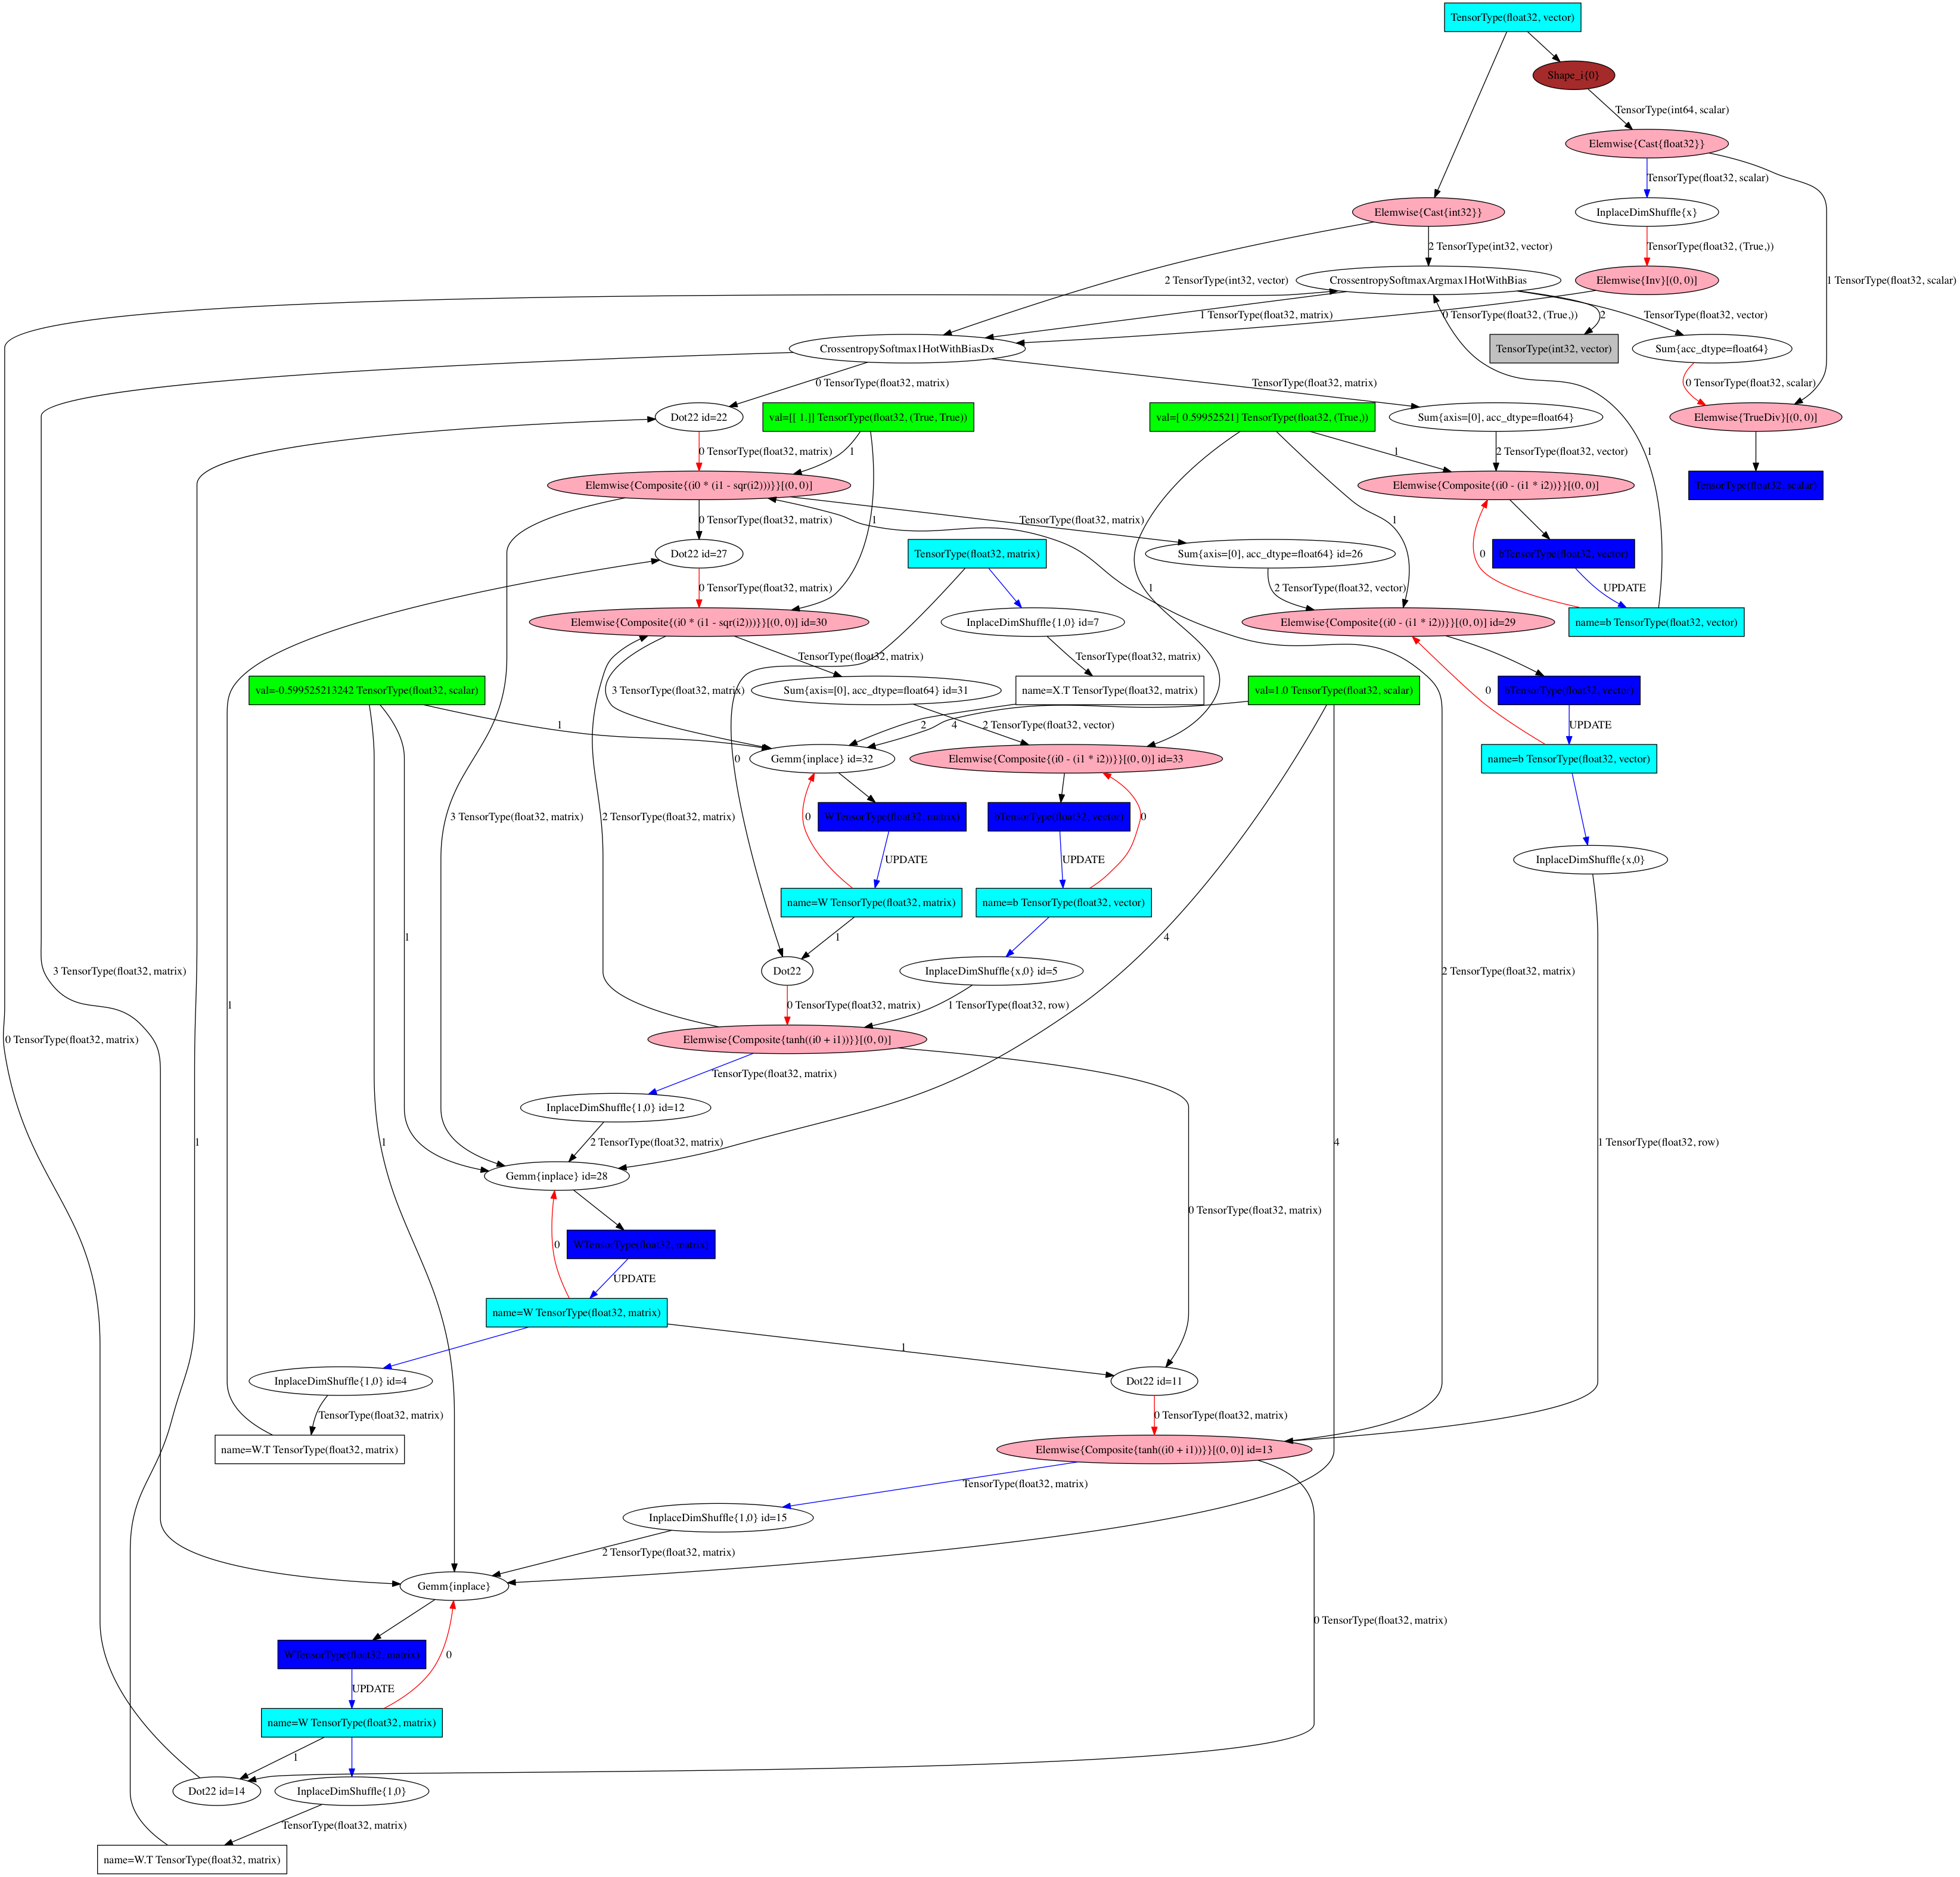 TensorType(float32, vector)
Shape_i{0}
TensorType(int64, scalar)
Elemwise{Cast{float32}}
TensorType(float32, scalar)
Elemwise{Cast{int32}}
InplaceDimShuffle{x}
2 TensorType(int32, vector)
TensorType(float32, (True,))
2 TensorType(int32, vector)
CrossentropySoftmaxArgmax1HotWithBias
Elemwise{Inv}[(0, 0)]
1 TensorType(float32, scalar)
1 TensorType(float32, matrix)
0 TensorType(float32, (True,))
2
TensorType(float32, vector)
CrossentropySoftmax1HotWithBiasDx
TensorType(int32, vector)
Sum{acc_dtype=float64}
0 TensorType(float32, matrix)
TensorType(float32, matrix)
0 TensorType(float32, scalar)
Dot22 id=22
val=[[ 1.]] TensorType(float32, (True, True))
val=[ 0.59952521] TensorType(float32, (True,))
Sum{axis=[0], acc_dtype=float64}
Elemwise{TrueDiv}[(0, 0)]
0 TensorType(float32, matrix)
1
1
2 TensorType(float32, vector)
1
Elemwise{Composite{(i0 * (i1 - sqr(i2)))}}[(0, 0)]
Elemwise{Composite{(i0 - (i1 * i2))}}[(0, 0)]
TensorType(float32, scalar)
0 TensorType(float32, matrix)
1
TensorType(float32, matrix)
1
Dot22 id=27
TensorType(float32, matrix)
Sum{axis=[0], acc_dtype=float64} id=26
0
bTensorType(float32, vector)
0 TensorType(float32, matrix)
1
2 TensorType(float32, vector)
UPDATE
Elemwise{Composite{(i0 * (i1 - sqr(i2)))}}[(0, 0)] id=30
InplaceDimShuffle{1,0} id=7
Elemwise{Composite{(i0 - (i1 * i2))}}[(0, 0)] id=29
name=b TensorType(float32, vector)
TensorType(float32, matrix)
TensorType(float32, matrix)
val=-0.599525213242 TensorType(float32, scalar)
3 TensorType(float32, matrix)
Sum{axis=[0], acc_dtype=float64} id=31
name=X.T TensorType(float32, matrix)
val=1.0 TensorType(float32, scalar)
0
bTensorType(float32, vector)
1
2
4
2 TensorType(float32, vector)
UPDATE
Gemm{inplace} id=32
0
Elemwise{Composite{(i0 - (i1 * i2))}}[(0, 0)] id=33
name=b TensorType(float32, vector)
3 TensorType(float32, matrix)
2 TensorType(float32, matrix)
0
WTensorType(float32, matrix)
bTensorType(float32, vector)
0
UPDATE
UPDATE
InplaceDimShuffle{x,0}
name=W TensorType(float32, matrix)
name=b TensorType(float32, vector)
1
1
4
3 TensorType(float32, matrix)
Dot22
InplaceDimShuffle{x,0} id=5
2 TensorType(float32, matrix)
1
0 TensorType(float32, matrix)
1 TensorType(float32, row)
0 TensorType(float32, matrix)
Elemwise{Composite{tanh((i0 + i1))}}[(0, 0)]
TensorType(float32, matrix)
InplaceDimShuffle{1,0} id=12
1
1
2 TensorType(float32, matrix)
4
1 TensorType(float32, row)
Gemm{inplace} id=28
0 TensorType(float32, matrix)
0
WTensorType(float32, matrix)
UPDATE
name=W TensorType(float32, matrix)
1
InplaceDimShuffle{1,0} id=4
Dot22 id=11
TensorType(float32, matrix)
0 TensorType(float32, matrix)
name=W.T TensorType(float32, matrix)
Elemwise{Composite{tanh((i0 + i1))}}[(0, 0)] id=13
TensorType(float32, matrix)
InplaceDimShuffle{1,0} id=15
2 TensorType(float32, matrix)
Gemm{inplace}
0 TensorType(float32, matrix)
WTensorType(float32, matrix)
0
UPDATE
name=W TensorType(float32, matrix)
1
Dot22 id=14
InplaceDimShuffle{1,0}
TensorType(float32, matrix)
name=W.T TensorType(float32, matrix)